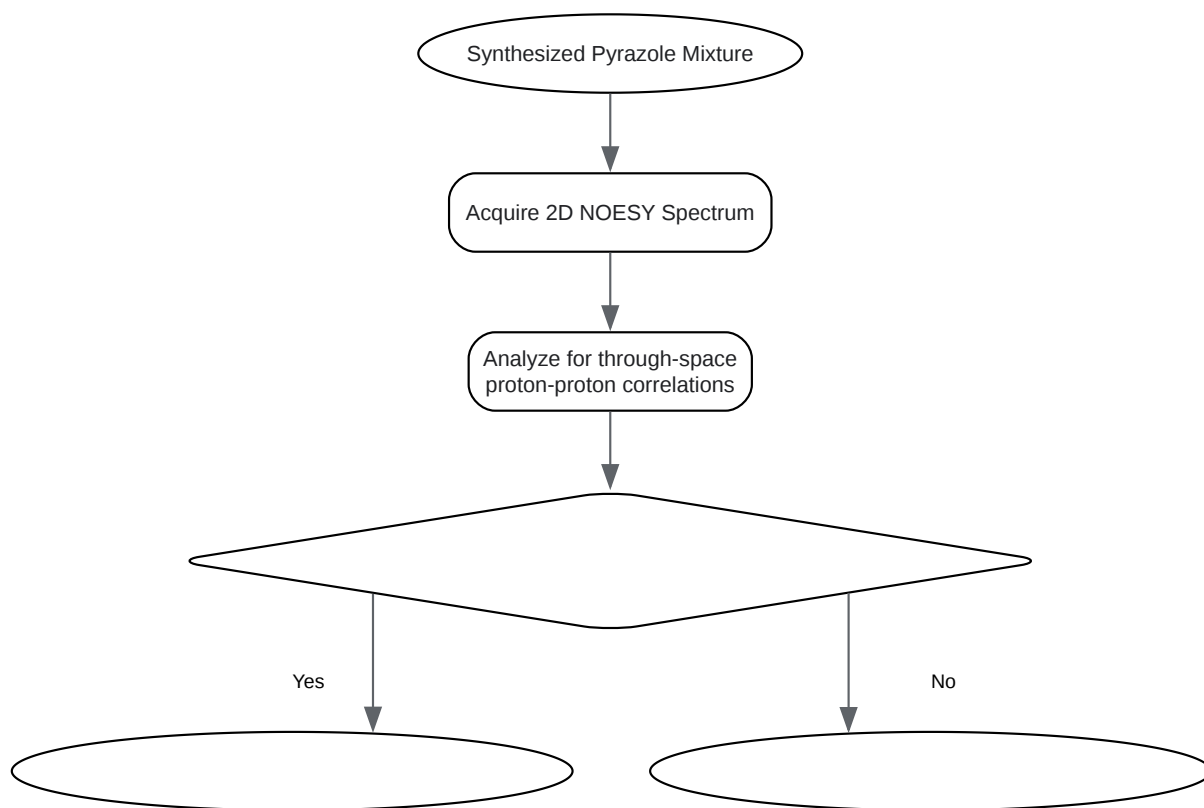 Synthesized Pyrazole Mixture
Acquire 2D NOESY Spectrum
Analyze for through-space
proton-proton correlations
Yes
No